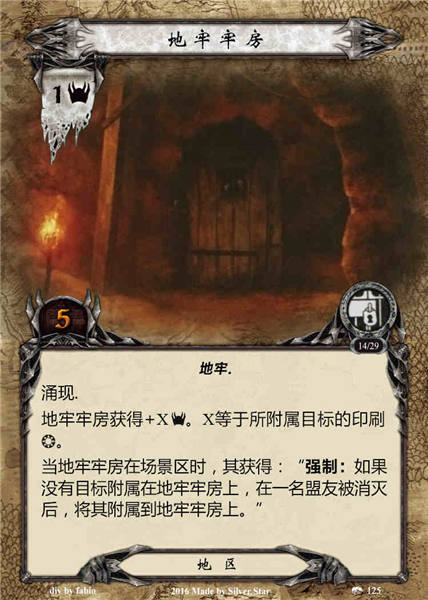 地牢牢房
1
5
14/29
地牢.
涌现.
地牢牢房获得+X。X等于所附属目标的印刷
。
当地牢牢房在场景区时，其获得：“强制：如果
没有目标附属在地牢牢房上，在一名盟友被消灭
后，将其附属到地牢牢房上。”
地区
diy by fabio
2016 Made by Silver Star
125